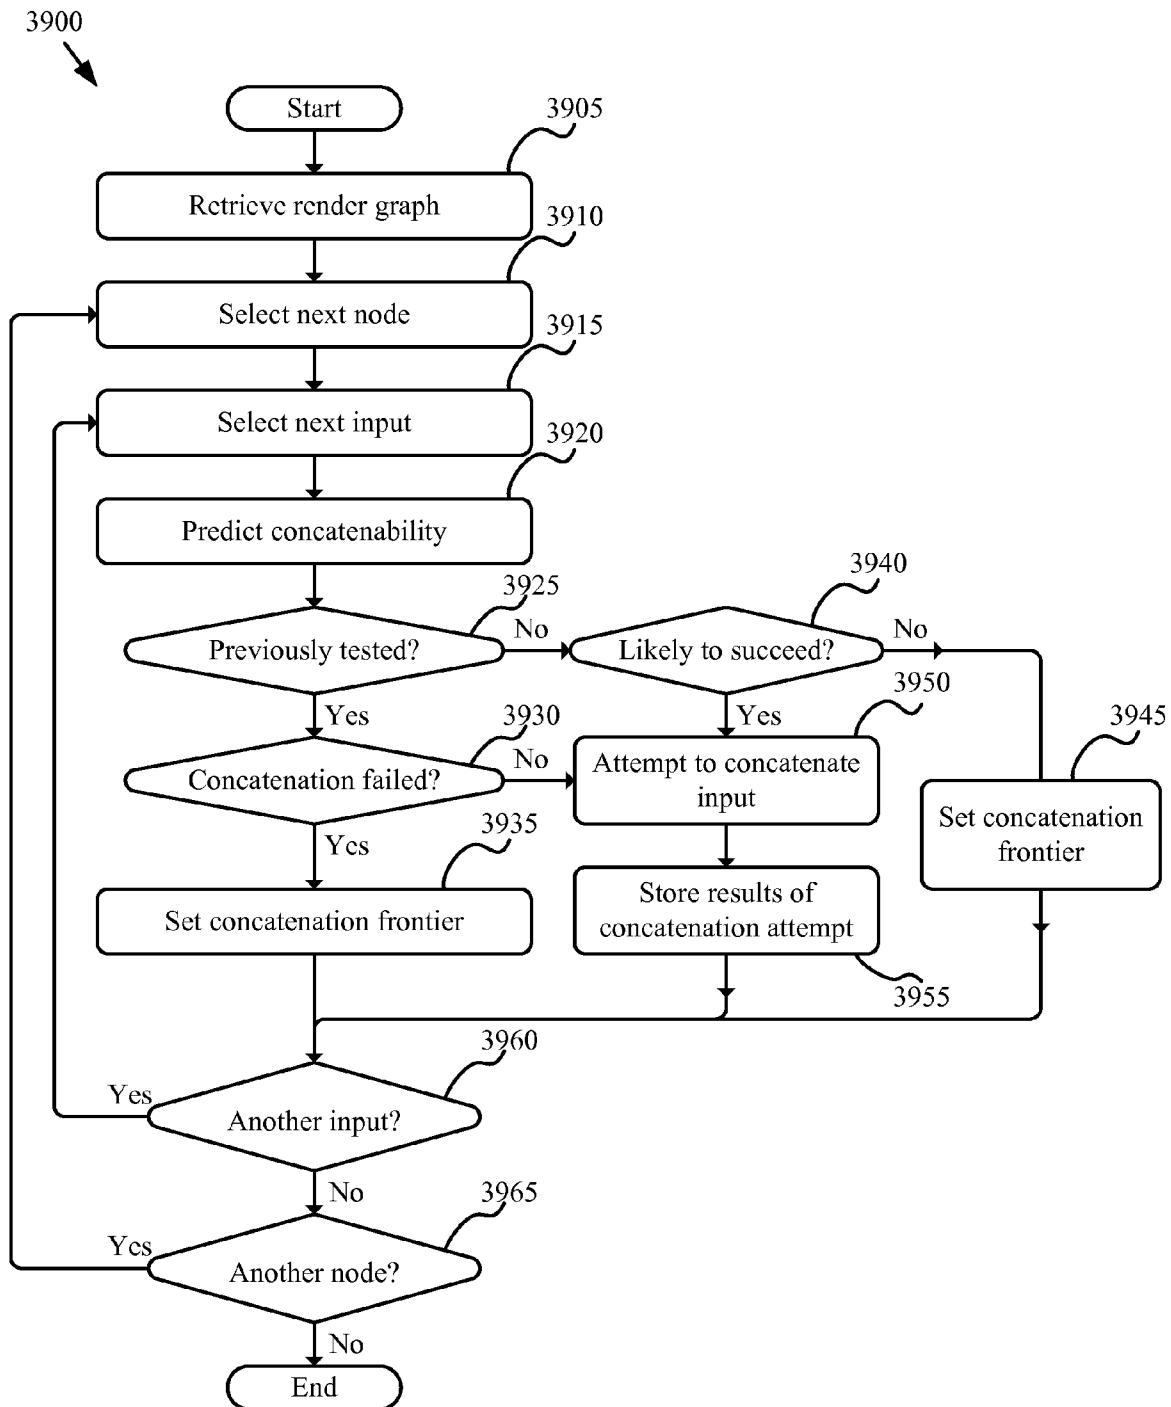 3900
Start
3905
Retrieve render graph
3910
Select next node
3915
Select next input
3920
Predict concatenability
3925
Previously tested?
No
3940
Likely to succeed?
No
Yes
3930
Concatenation failed?
No
Yes
3950
Attempt to concatenate
input
3945
Set concatenation
frontier
Yes
3935
Set concatenation frontier
Store results of
concatenation attempt
3955
3960
Another input?
Yes
No
3965
Another node?
Yes
No
End